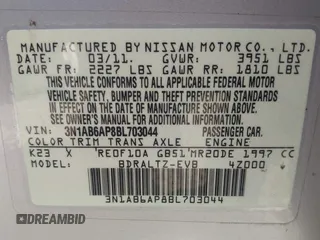 MANUFACTURED BY NISSAN MOTOR CO., LTD.
DATE: 03/11. GVWR: 3951 LBS
GAWR FR: 2227 LBS GAWR RR: 1810 LBS
THIS VEHICLE CONFORMS TO ALL APPLICABLE FEDERAL MOTOR
VEHICLE SAFETY, BUMPER AND THEFT PREVENTION STANDARDS
IN EFFECT ON THE DATE OF MANUFACTURE SHOWN ABOVE. SEE
OWNER'S MANUAL & SUBJECT INFORMATION
VIN: 3N1AB6AP8BL703044 PASSENGER CAR.
COLOR TRIM TRANS AXLE ENGINE
K23 X RE0F10A GB51 MR20DE 1997 CC
MODEL: BDRALTZ-EVB 4Z000
3N1AB6AP8BL703044
DREAMBID